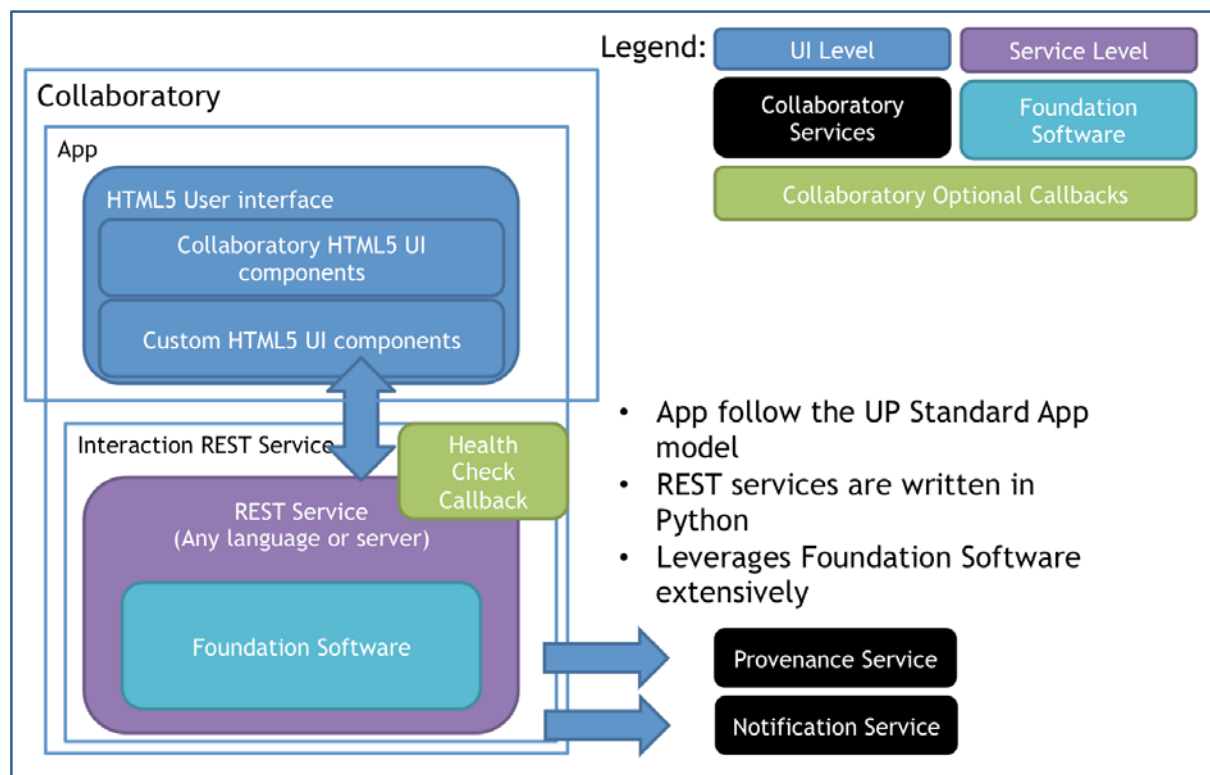 Legend:
UI Level
Service Level
Collaboratory
Services
Foundation
Software
Collaboratory Optional Callbacks
Collaboratory
App
HTML5 User interface
Collaboratory HTML5 UI
components
Custom HTML5 UI components
Interaction REST Service
Health
Check
Callback
REST Service
(Any language or server)
Foundation Software
• App follow the UP Standard App
model
• REST services are written in
Python
• Leverages Foundation Software
extensively
Provenance Service
Notification Service